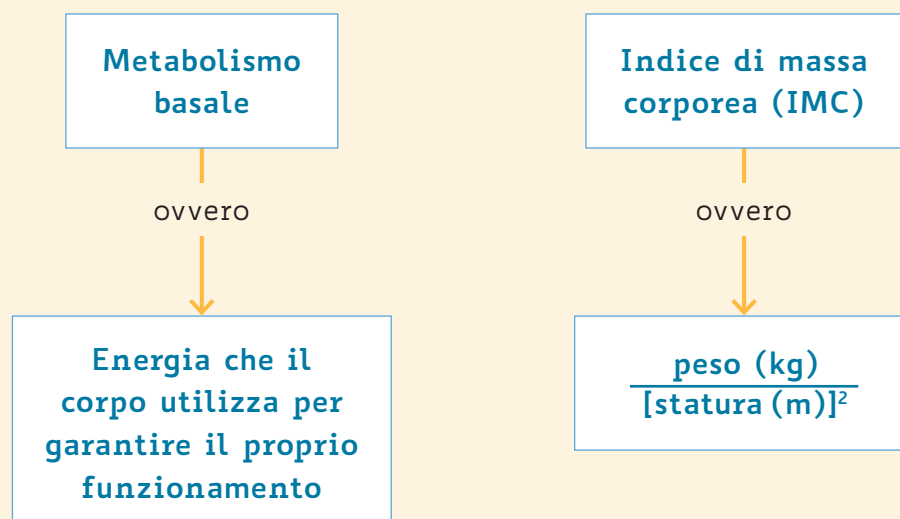 Metabolismo
basale
ovvero
Energia che il
corpo utilizza per
garantire il proprio
funzionamento
Indice di massa
corporea (IMC)
ovvero
peso (kg)
[statura (m)]²